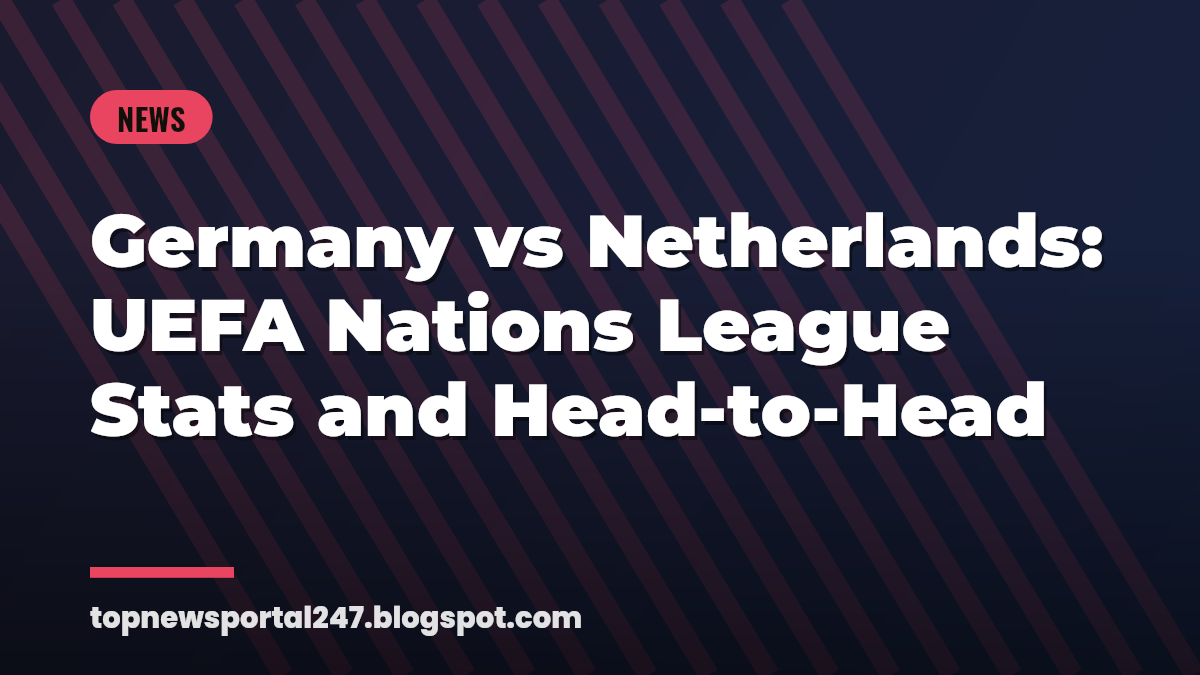 NEWS
Germany vs Netherlands:
UEFA Nations League
Stats and Head-to-Head
topnewsportal247.blogspot.com